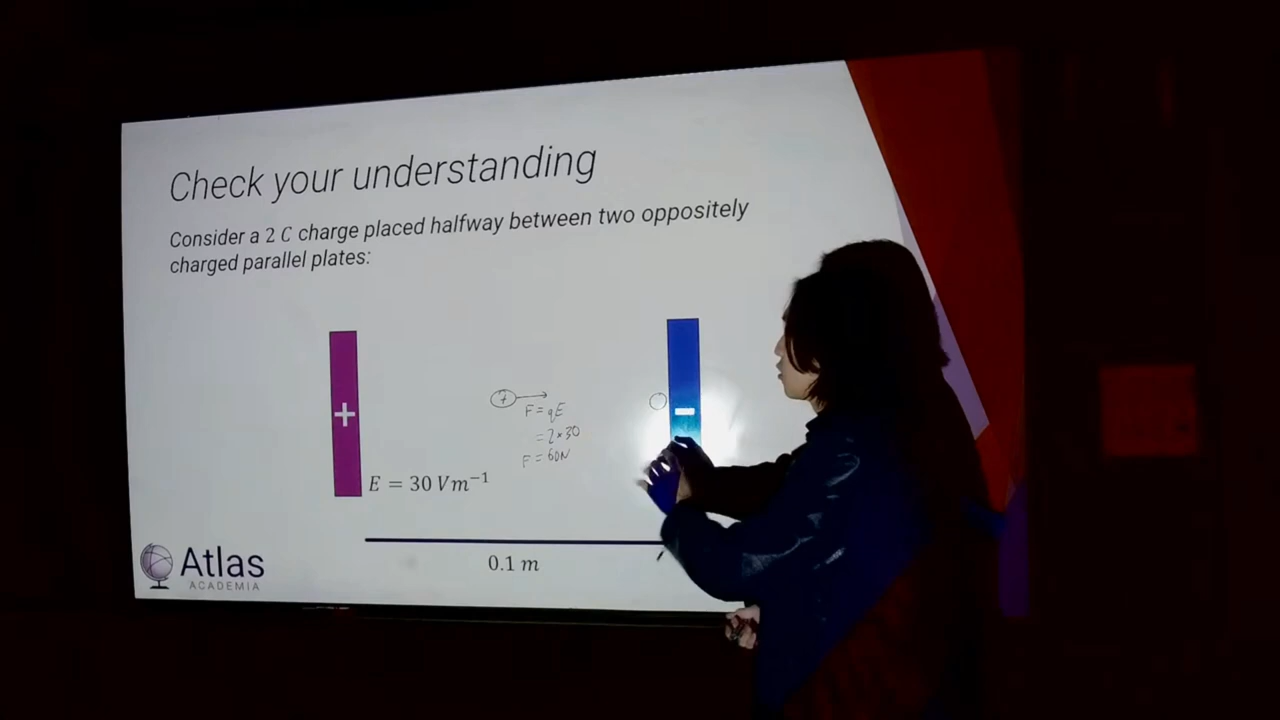 Check your understanding
Consider a 2 C charge placed halfway between two oppositely
charged parallel plates:
+
+
F = qE
= 2×30
F = 60N
E = 30 Vm⁻¹
0.1 m
Atlas
ACADEMIA